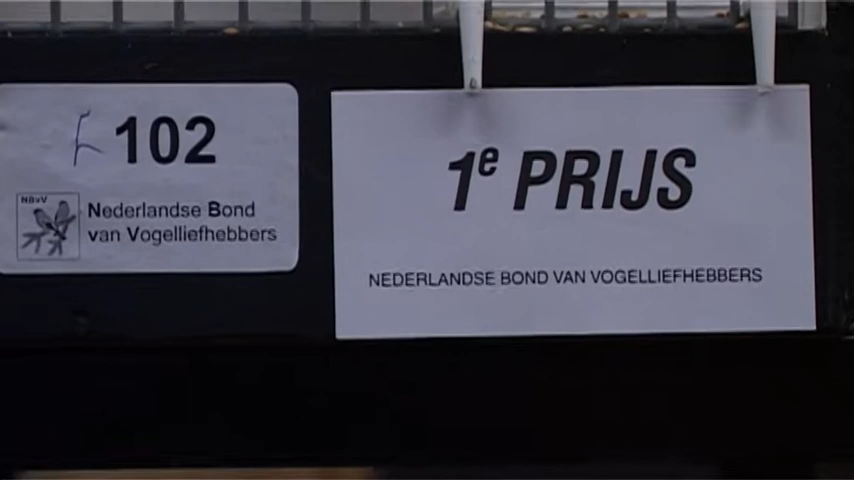 102
NBvV
Nederlandse Bond
van Vogelliefhebbers
1e PRIJS
NEDERLANDSE BOND VAN VOGELLIEFHEBBERS